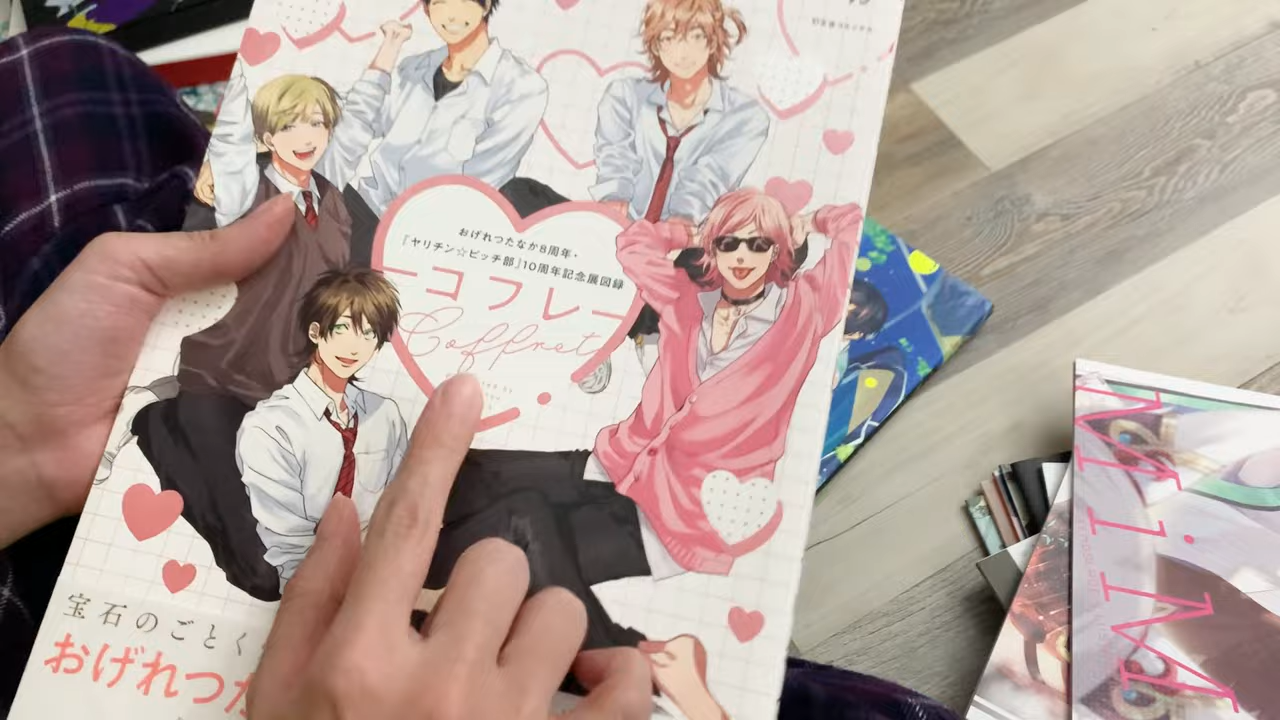 おげれつたなか8周年・
『ヤリチン☆ビッチ部』10周年記念展図録
コフレ
Coffret
宝石のごとく
おげれつた
MiM